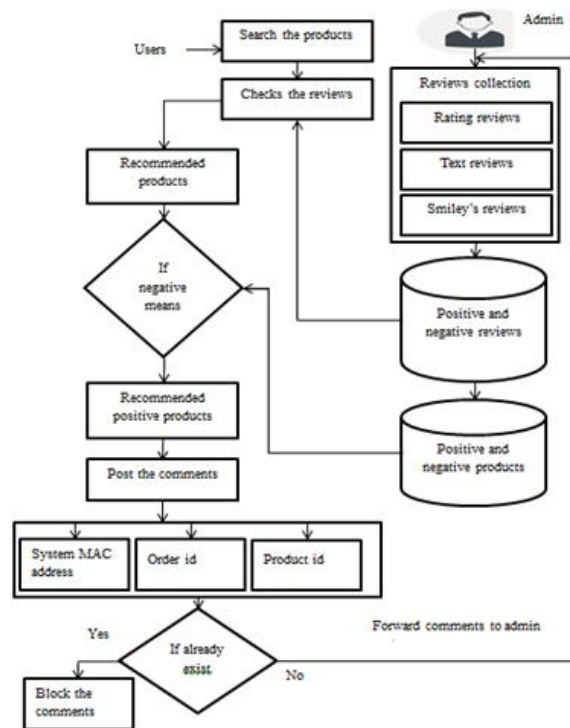 Users
Search the products
Checks the reviews
Recommended
products
If
negative
means
Recommended
positive products
Post the comments
System MAC
address
Order id
Product id
Yes
If already
exist
No
Block the
comments
Forward comments to admin
Admin
Reviews collection
Rating reviews
Text reviews
Smiley's reviews
Positive and
negative reviews
Positive and
negative products